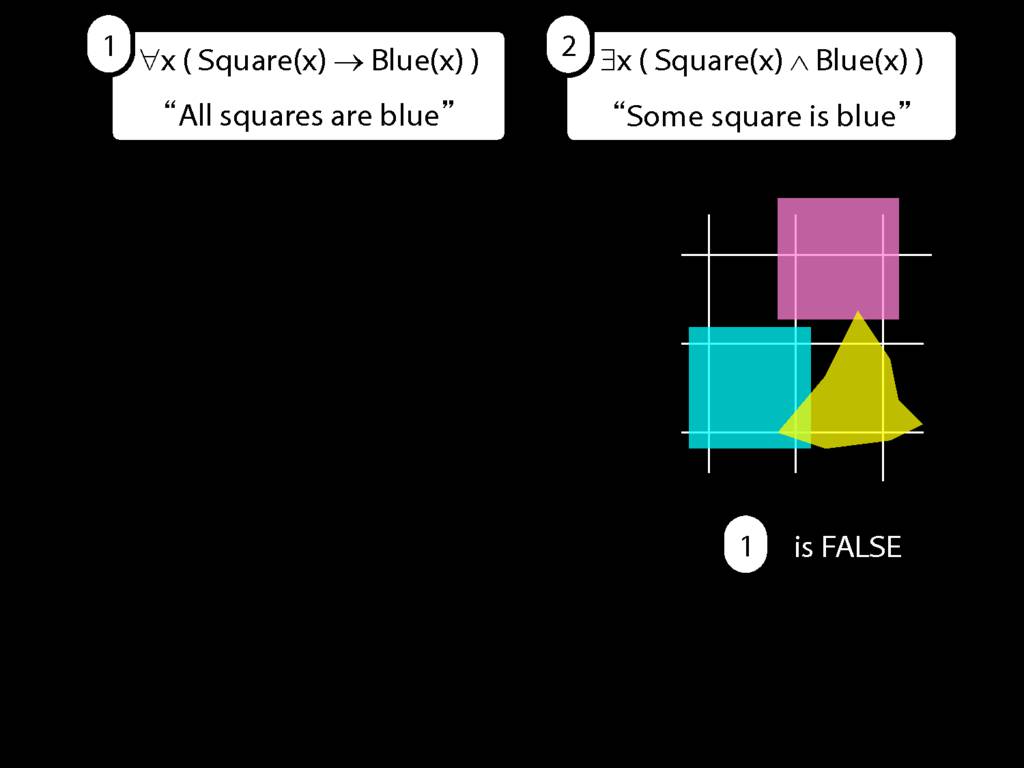 1
∀x ( Square(x) → Blue(x) )
“All squares are blue”
2
∃x ( Square(x) ∧ Blue(x) )
“Some square is blue”
1 is FALSE